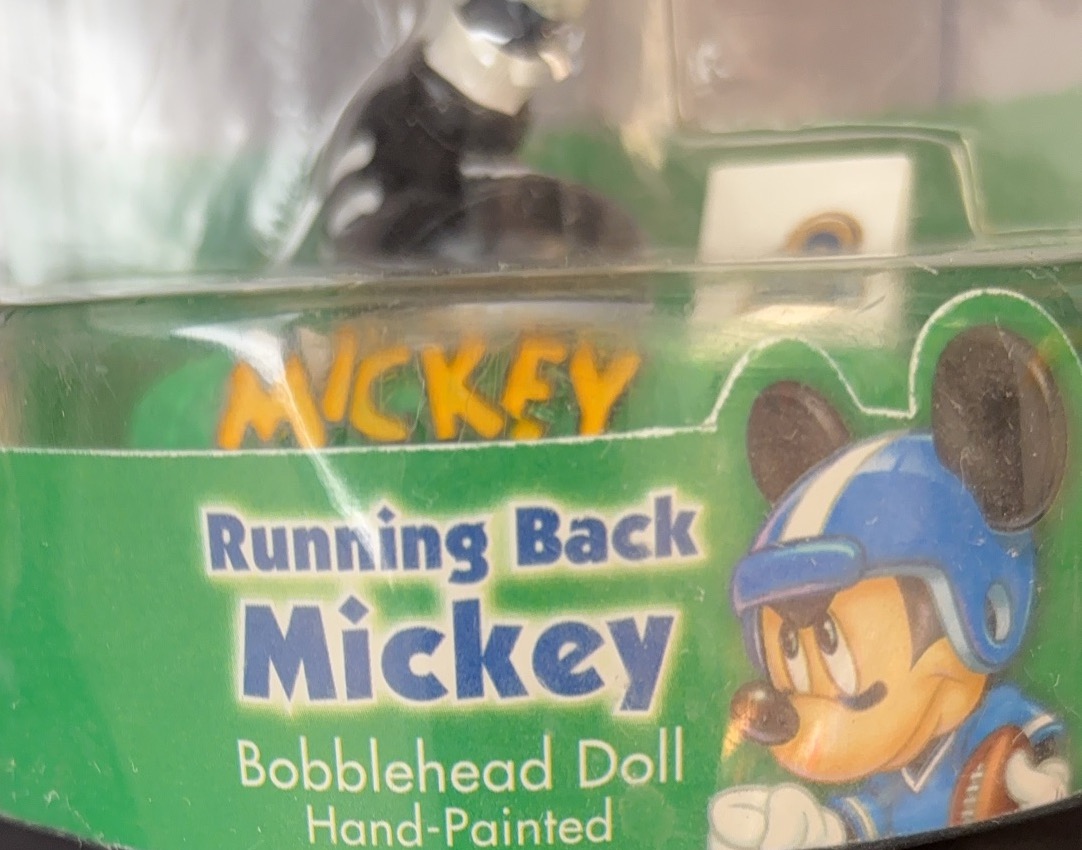 MICKEY
Running Back
Mickey
Bobblehead Doll
Hand-Painted